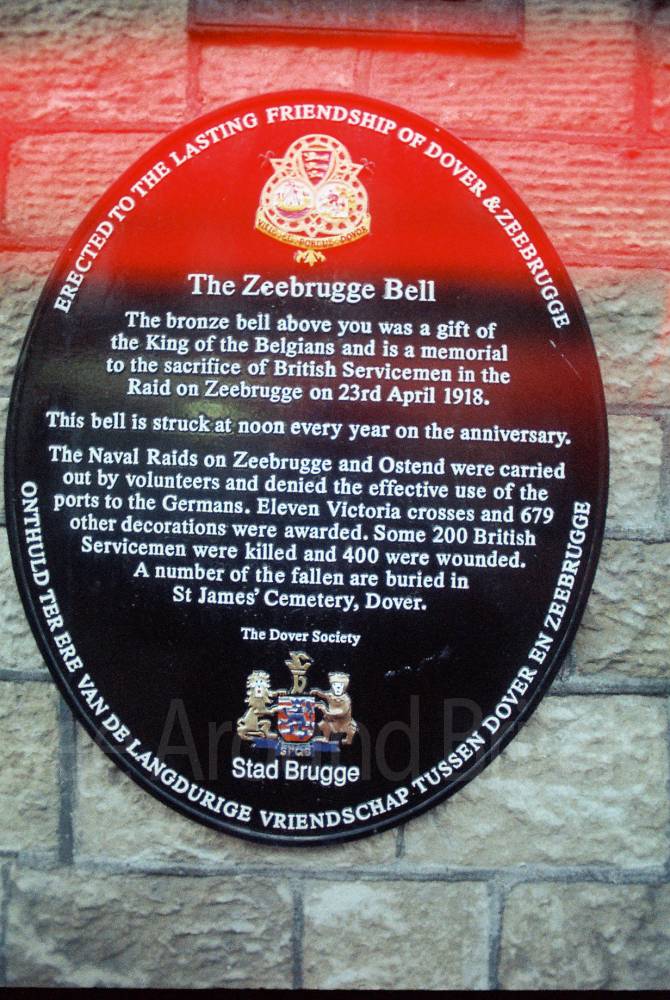 ERECTED TO THE LASTING FRIENDSHIP OF DOVER & ZEEBRUGGE
The Zeebrugge Bell
The bronze bell above you was a gift of
the King of the Belgians and is a memorial
to the sacrifice of British Servicemen in the
Raid on Zeebrugge on 23rd April 1918.
This bell is struck at noon every year on the anniversary.
The Naval Raids on Zeebrugge and Ostend were carried
out by volunteers and denied the effective use of the
ports to the Germans. Eleven Victoria crosses and 679
other decorations were awarded. Some 200 British
Servicemen were killed and 400 were wounded.
A number of the fallen are buried in
St James' Cemetery, Dover.
The Dover Society
SPQB
Stad Brugge
ONTHULD TER ERE VAN DE LANGDURIGE VRIENDSCHAP TUSSEN DOVER EN ZEEBRUGGE